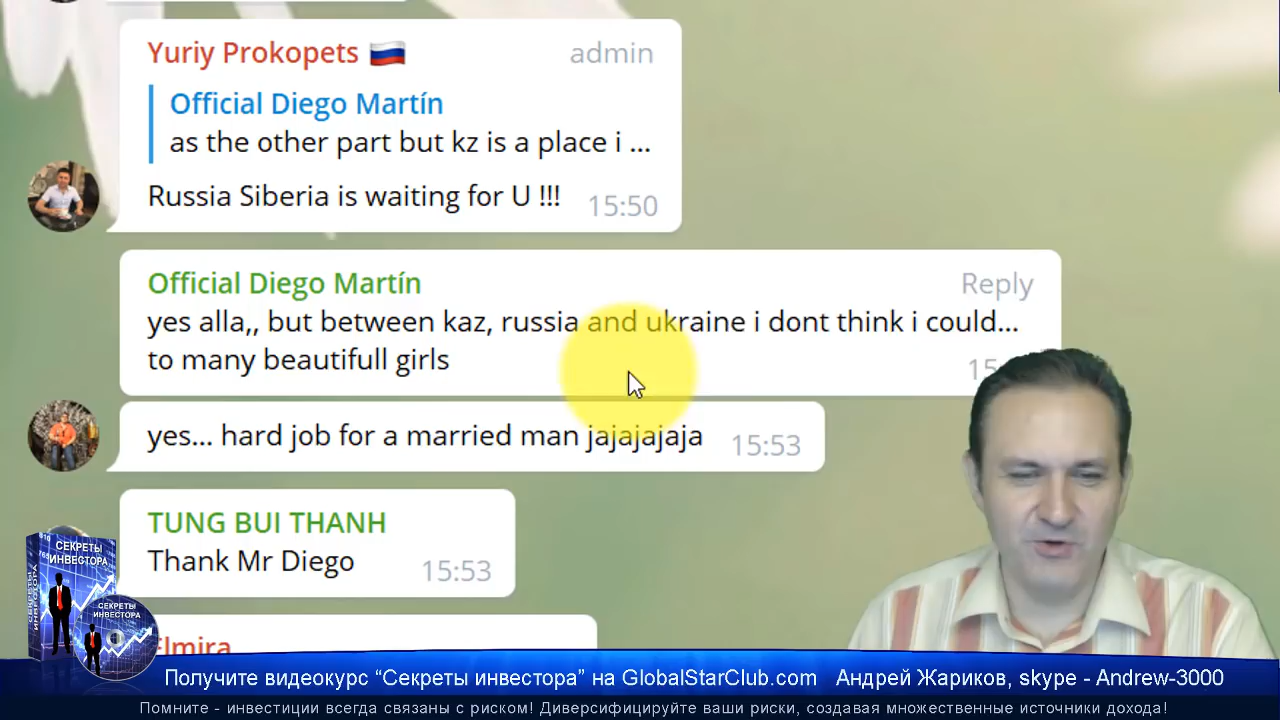 Yuriy Prokopets 🇷🇺 admin
Official Diego Martín
as the other part but kz is a place i ...
Russia Siberia is waiting for U !!! 15:50
Official Diego Martín Reply
yes alla,, but between kaz, russia and ukraine i dont think i could...
to many beautifull girls
yes... hard job for a married man jajajajaja 15:53
TUNG BUI THANH
Thank Mr Diego 15:53
Elmira
СЕКРЕТЫ
ИНВЕСТОРА
СЕКРЕТЫ
ИНВЕСТОРА
Получите видеокурс “Секреты инвестора” на GlobalStarClub.com Андрей Жариков, skype - Andrew-3000
Помните - инвестиции всегда связаны с риском! Диверсифицируйте ваши риски, создавая множественные источники дохода!